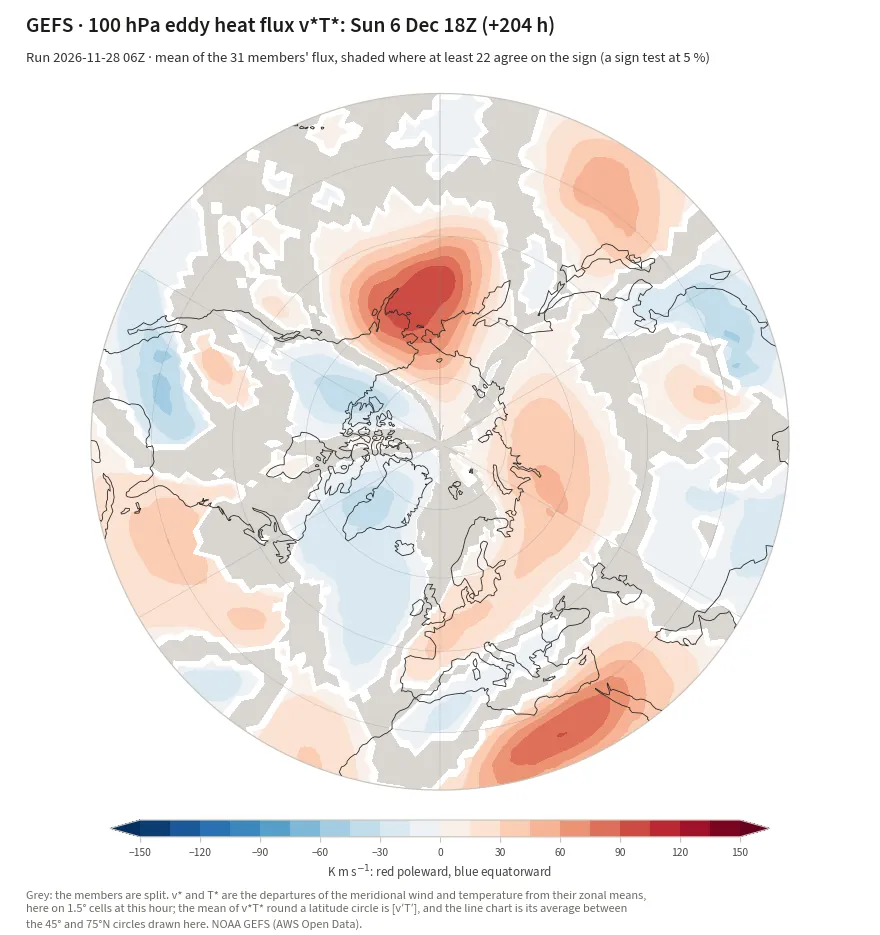 GEFS · 100 hPa eddy heat flux v*T*: Sun 6 Dec 18Z (+204 h)
Run 2026-11-28 06Z · mean of the 31 members' flux, shaded where at least 22 agree on the sign (a sign test at 5 %)
−150 −120 −90 −60 −30 0 30 60 90 120 150
K m s⁻¹: red poleward, blue equatorward
Grey: the members are split. v* and T* are the departures of the meridional wind and temperature from their zonal means,
here on 1.5° cells at this hour; the mean of v*T* round a latitude circle is [v'T'], and the line chart is its average between
the 45° and 75°N circles drawn here. NOAA GEFS (AWS Open Data).